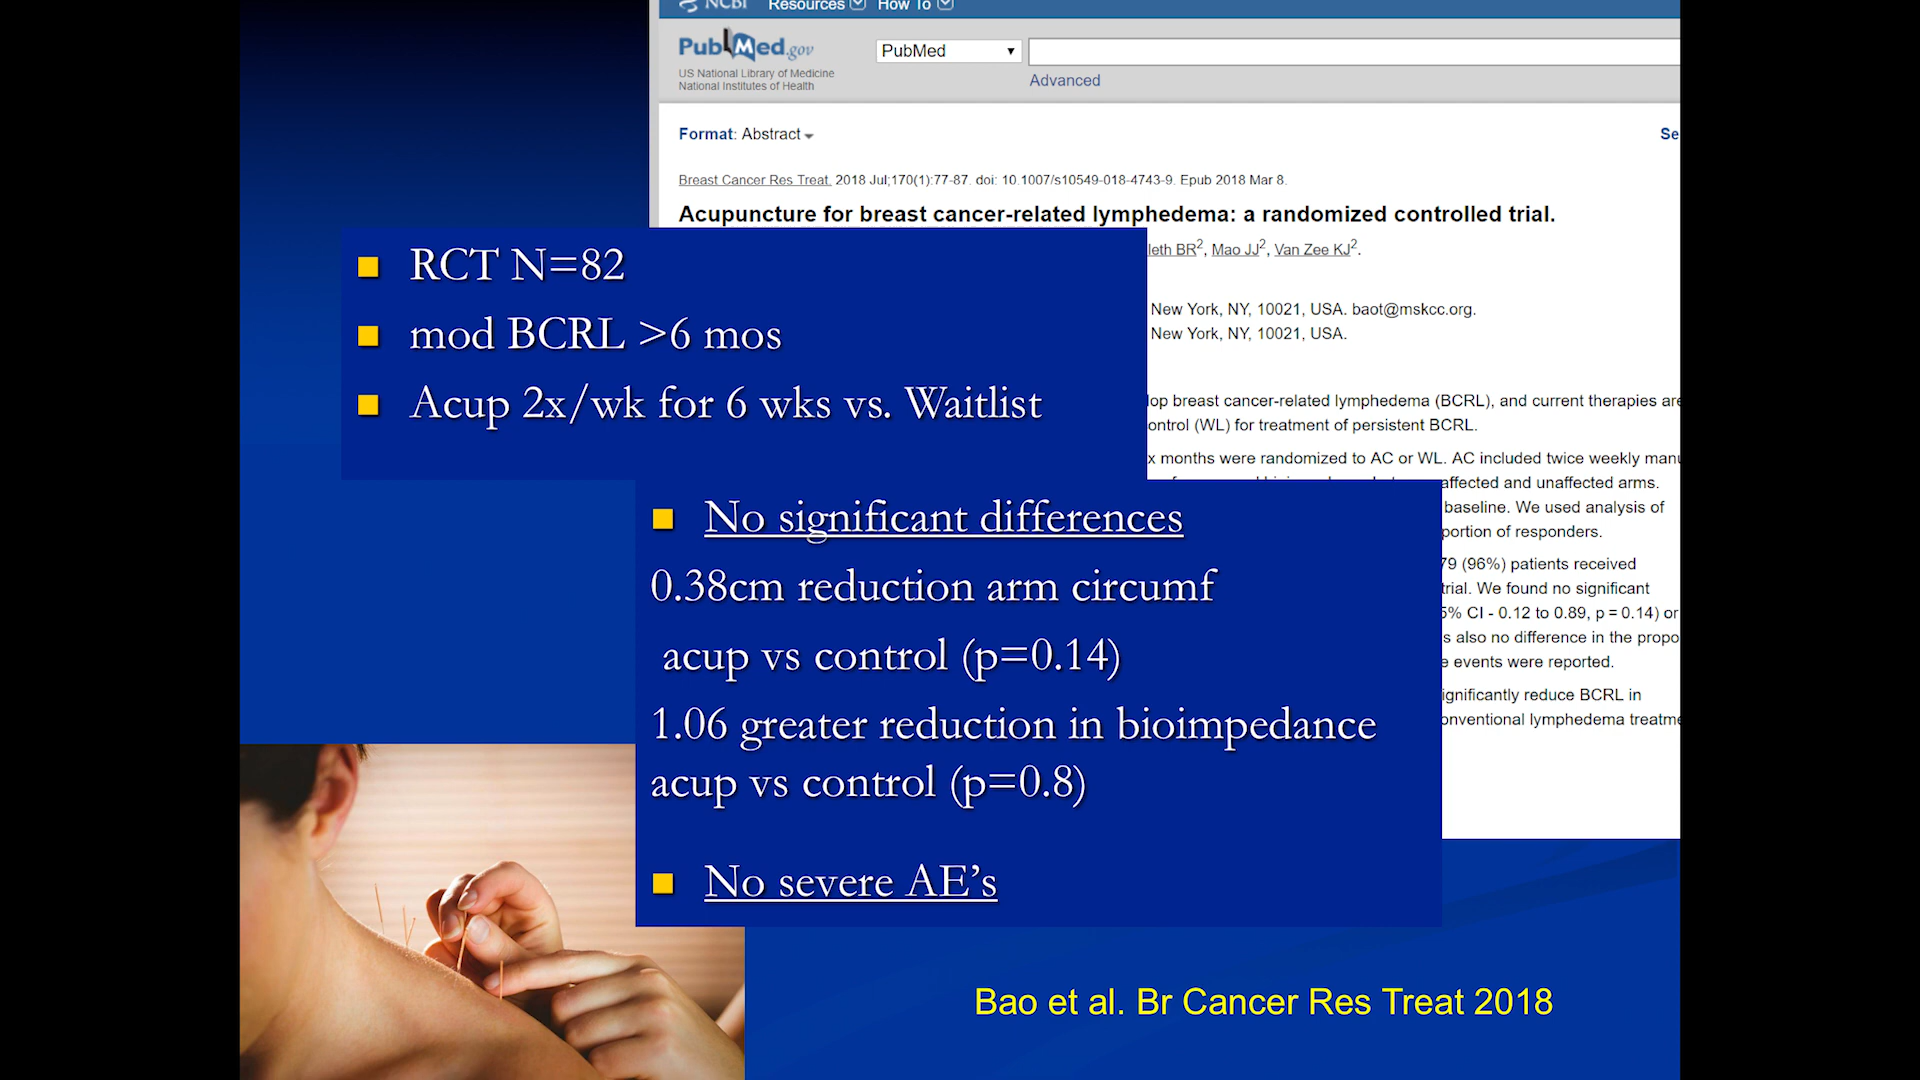 NCBI Resources How To
PubMed.gov
US National Library of Medicine
National Institutes of Health
PubMed
Advanced
Format: Abstract
Se
Breast Cancer Res Treat. 2018 Jul;170(1):77-87. doi: 10.1007/s10549-018-4743-9. Epub 2018 Mar 8.
Acupuncture for breast cancer-related lymphedema: a randomized controlled trial.
leth BR2, Mao JJ2, Van Zee KJ2.
New York, NY, 10021, USA. baot@mskcc.org.
New York, NY, 10021, USA.
lop breast cancer-related lymphedema (BCRL), and current therapies are
ontrol (WL) for treatment of persistent BCRL.
x months were randomized to AC or WL. AC included twice weekly manu
affected and unaffected arms.
baseline. We used analysis of
portion of responders.
79 (96%) patients received
trial. We found no significant
5% CI - 0.12 to 0.89, p = 0.14) or
s also no difference in the propo
e events were reported.
ignificantly reduce BCRL in
onventional lymphedema treatme
RCT N=82
mod BCRL >6 mos
Acup 2x/wk for 6 wks vs. Waitlist
No significant differences
0.38cm reduction arm circumf
acup vs control (p=0.14)
1.06 greater reduction in bioimpedance
acup vs control (p=0.8)
No severe AE’s
Bao et al. Br Cancer Res Treat 2018